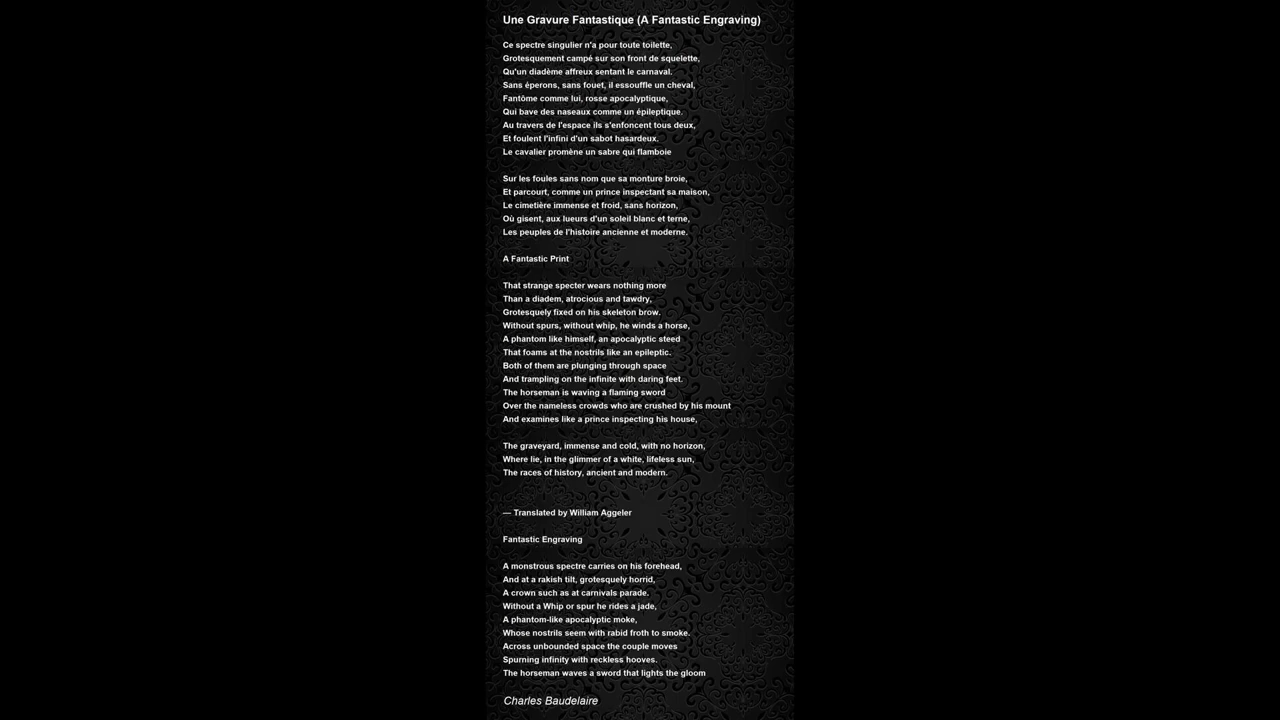 Une Gravure Fantastique (A Fantastic Engraving)
Ce spectre singulier n'a pour toute toilette,
Grotesquement campé sur son front de squelette,
Qu'un diadème affreux sentant le carnaval.
Sans éperons, sans fouet, il essouffle un cheval,
Fantôme comme lui, rosse apocalyptique,
Qui bave des naseaux comme un épileptique.
Au travers de l'espace ils s'enfoncent tous deux,
Et foulent l'infini d'un sabot hasardeux.
Le cavalier promène un sabre qui flamboie
Sur les foules sans nom que sa monture broie,
Et parcourt, comme un prince inspectant sa maison,
Le cimetière immense et froid, sans horizon,
Où gisent, aux lueurs d'un soleil blanc et terne,
Les peuples de l'histoire ancienne et moderne.
A Fantastic Print
That strange specter wears nothing more
Than a diadem, atrocious and tawdry,
Grotesquely fixed on his skeleton brow.
Without spurs, without whip, he winds a horse,
A phantom like himself, an apocalyptic steed
That foams at the nostrils like an epileptic.
Both of them are plunging through space
And trampling on the infinite with daring feet.
The horseman is waving a flaming sword
Over the nameless crowds who are crushed by his mount
And examines like a prince inspecting his house,
The graveyard, immense and cold, with no horizon,
Where lie, in the glimmer of a white, lifeless sun,
The races of history, ancient and modern.
— Translated by William Aggeler
Fantastic Engraving
A monstrous spectre carries on his forehead,
And at a rakish tilt, grotesquely horrid,
A crown such as at carnivals parade.
Without a Whip or spur he rides a jade,
A phantom-like apocalyptic moke,
Whose nostrils seem with rabid froth to smoke.
Across unbounded space the couple moves
Spurning infinity with reckless hooves.
The horseman waves a sword that lights the gloom
Charles Baudelaire